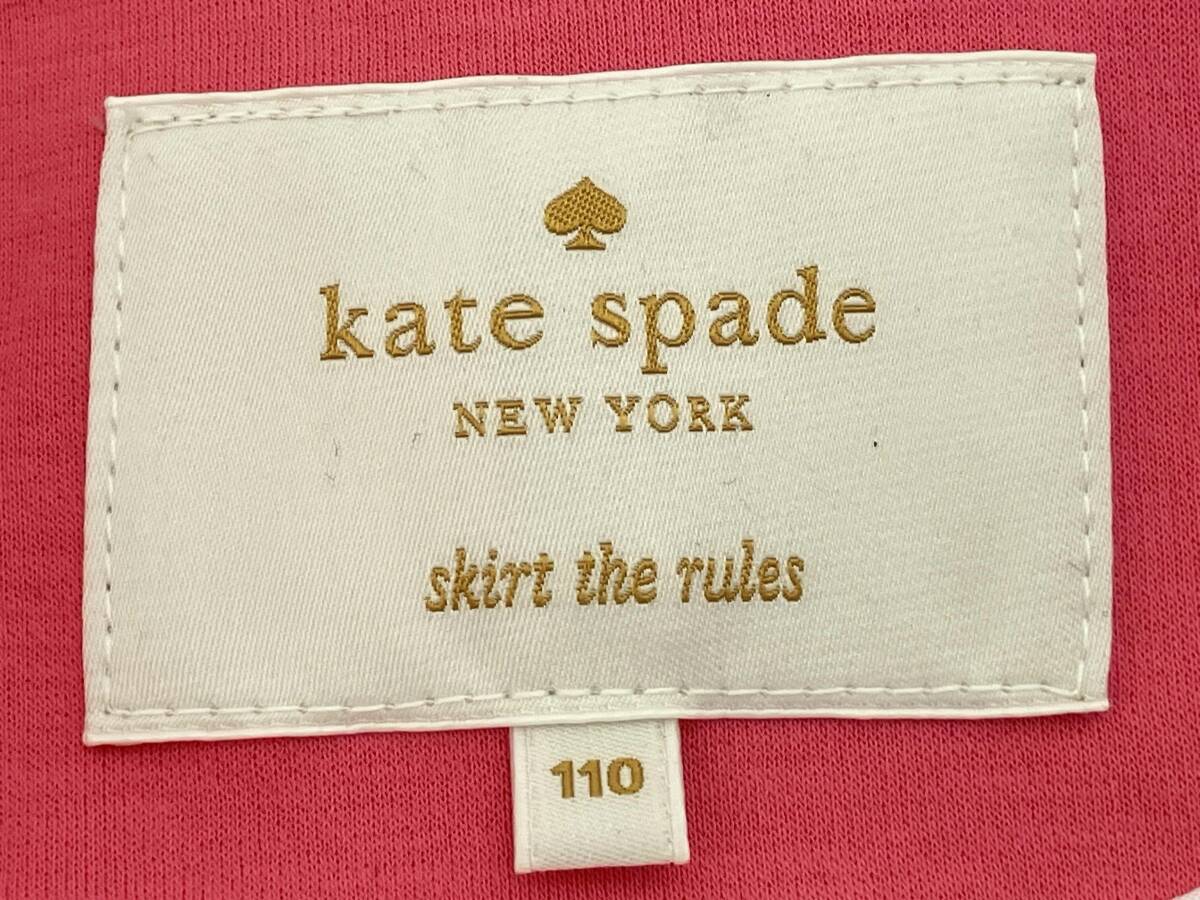 kate spade
NEW YORK
skirt the rules
110